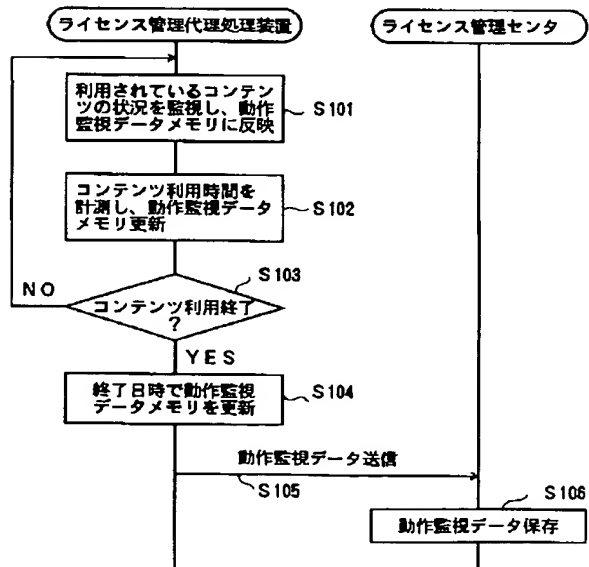 ライセンス管理代理処理装置
ライセンス管理センタ
利用されているコンテン
ツの状況を監視し、動作
監視データメモリに反映
S101
コンテンツ利用時間を
計測し、動作監視データ
メモリ更新
S102
S103
NO
コンテンツ利用終了
?
YES
終了日時で動作監視
データメモリを更新
S104
動作監視データ送信
S105
S106
動作監視データ保存